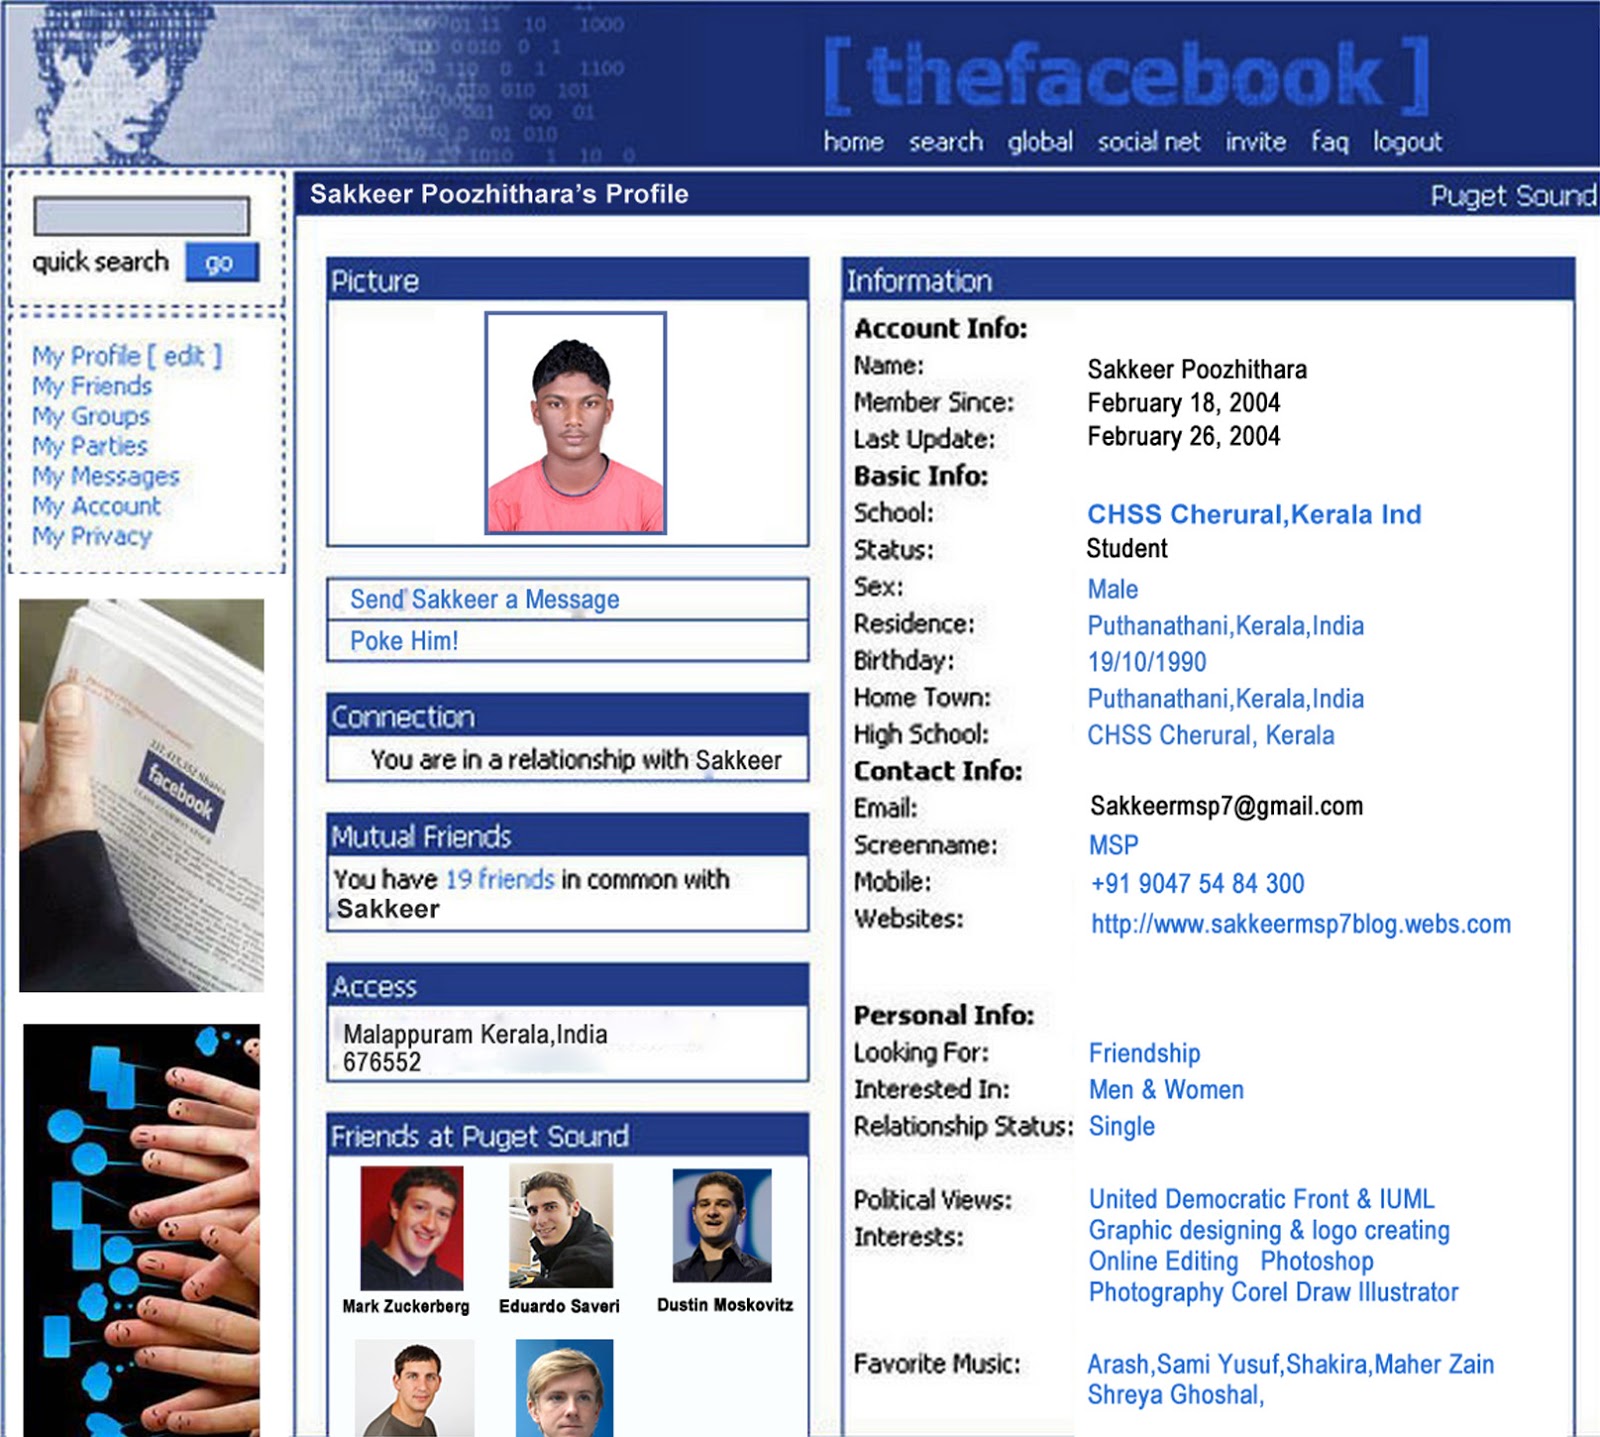 [ thefacebook ]
home search global social net invite faq logout
quick search go
My Profile [ edit ]
My Friends
My Groups
My Parties
My Messages
My Account
My Privacy
facebook
Sakkeer Poozhithara's Profile
Puget Sound
Picture
Send Sakkeer a Message
Poke Him!
Connection
You are in a relationship with Sakkeer
Mutual Friends
You have 19 friends in common with
Sakkeer
Access
Malappuram Kerala,India
676552
Friends at Puget Sound
Mark Zuckerberg Eduardo Saveri Dustin Moskovitz
Information
Account Info:
Name: Sakkeer Poozhithara
Member Since: February 18, 2004
Last Update: February 26, 2004
Basic Info:
School: CHSS Cherural,Kerala Ind
Status: Student
Sex: Male
Residence: Puthanathani,Kerala,India
Birthday: 19/10/1990
Home Town: Puthanathani,Kerala,India
High School: CHSS Cherural, Kerala
Contact Info:
Email: Sakkeermsp7@gmail.com
Screenname: MSP
Mobile: +91 9047 54 84 300
Websites: http://www.sakkeermsp7blog.webs.com
Personal Info:
Looking For: Friendship
Interested In: Men & Women
Relationship Status: Single
Political Views: United Democratic Front & IUML
Interests: Graphic designing & logo creating
Online Editing Photoshop
Photography Corel Draw Illustrator
Favorite Music: Arash,Sami Yusuf,Shakira,Maher Zain
Shreya Ghoshal,